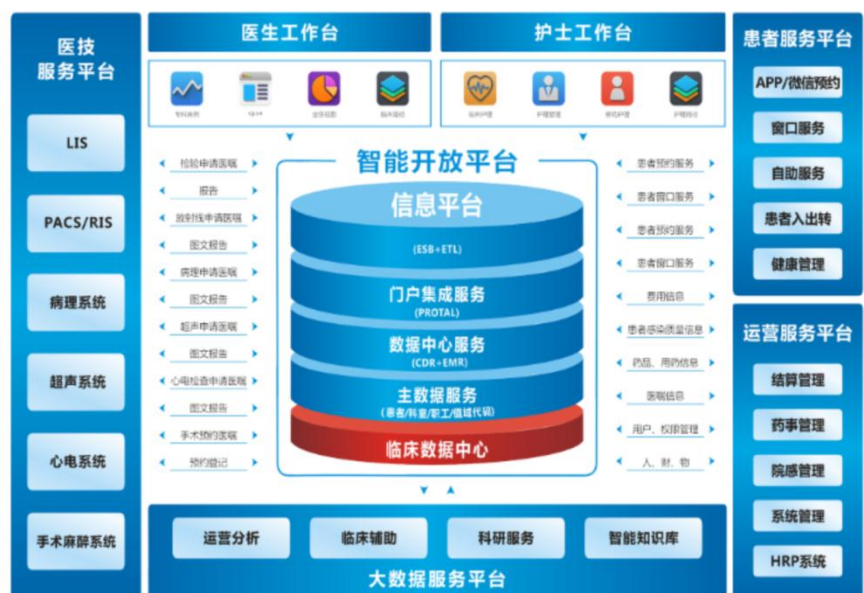 医技
服务平台
LIS
PACS/RIS
病理系统
超声系统
心电系统
手术麻醉系统
医生工作台
护士工作台
临床路径
护理管理
智能开放平台
信息平台
(ESB+ETL)
门户集成服务
(PROTAL)
数据中心服务
(CDR+EMR)
主数据服务
(患者/科室/职工/值域代码)
临床数据中心
检验申请医嘱
报告
放射线申请医嘱
图文报告
病理申请医嘱
图文报告
超声申请医嘱
图文报告
心电检查申请医嘱
图文报告
手术预约医嘱
预约登记
患者预约服务
患者窗口服务
患者预约服务
患者窗口服务
费用信息
患者感染质量信息
药品、用药信息
医嘱信息
用户、权限管理
人、财、物
运营分析
临床辅助
科研服务
智能知识库
大数据服务平台
患者服务平台
APP/微信预约
窗口服务
自助服务
患者入出转
健康管理
运营服务平台
结算管理
药事管理
院感管理
系统管理
HRP系统